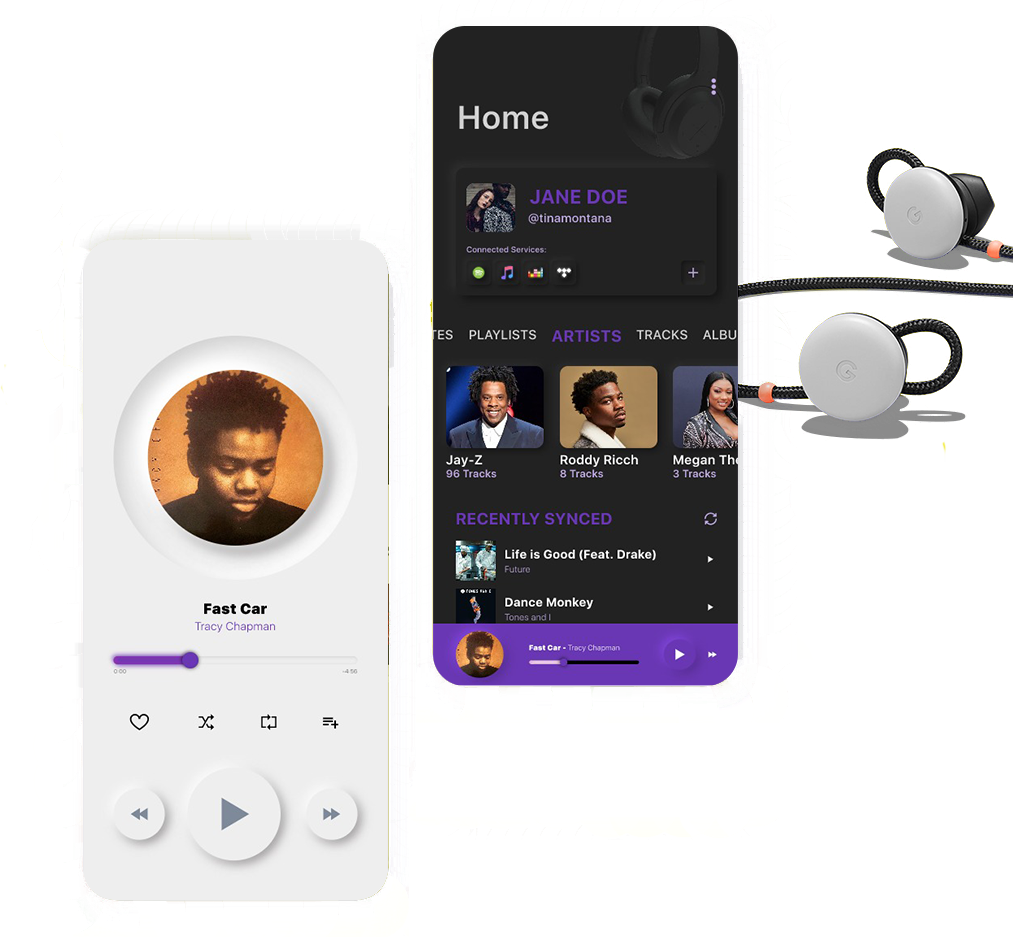 Home
JANE DOE
@tinamontana
Connected Services:
TES PLAYLISTS ARTISTS TRACKS ALBU
Jay-Z
96 Tracks
Roddy Ricch
8 Tracks
Megan The
3 Tracks
RECENTLY SYNCED
Life is Good (Feat. Drake)
Future
Dance Monkey
Tones and I
Fast Car - Tracy Chapman
Fast Car
Tracy Chapman
0:00
-4:56
G
G